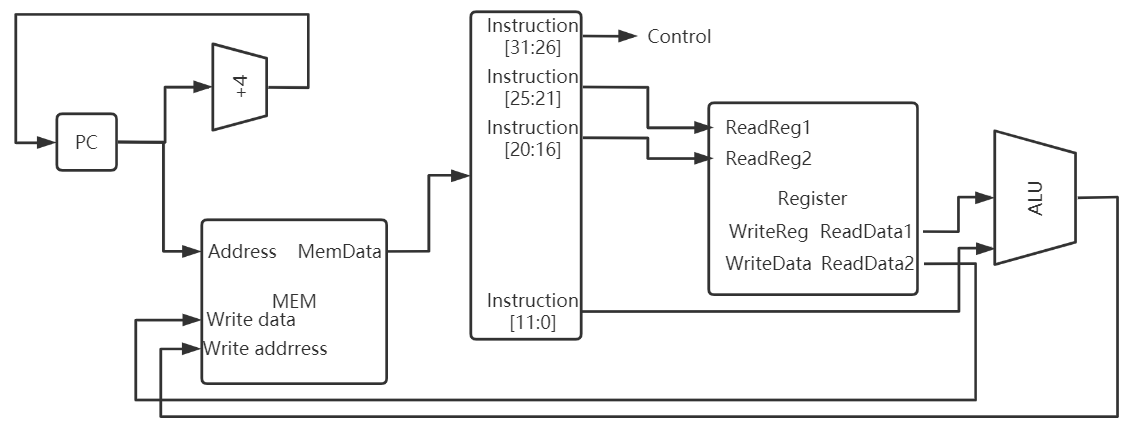 +4
PC
Instruction
[31:26]
Control
Instruction
[25:21]
Instruction
[20:16]
ReadReg1
ReadReg2
Register
WriteReg ReadData1
WriteData ReadData2
ALU
Address MemData
MEM
Write data
Write addrress
Instruction
[11:0]